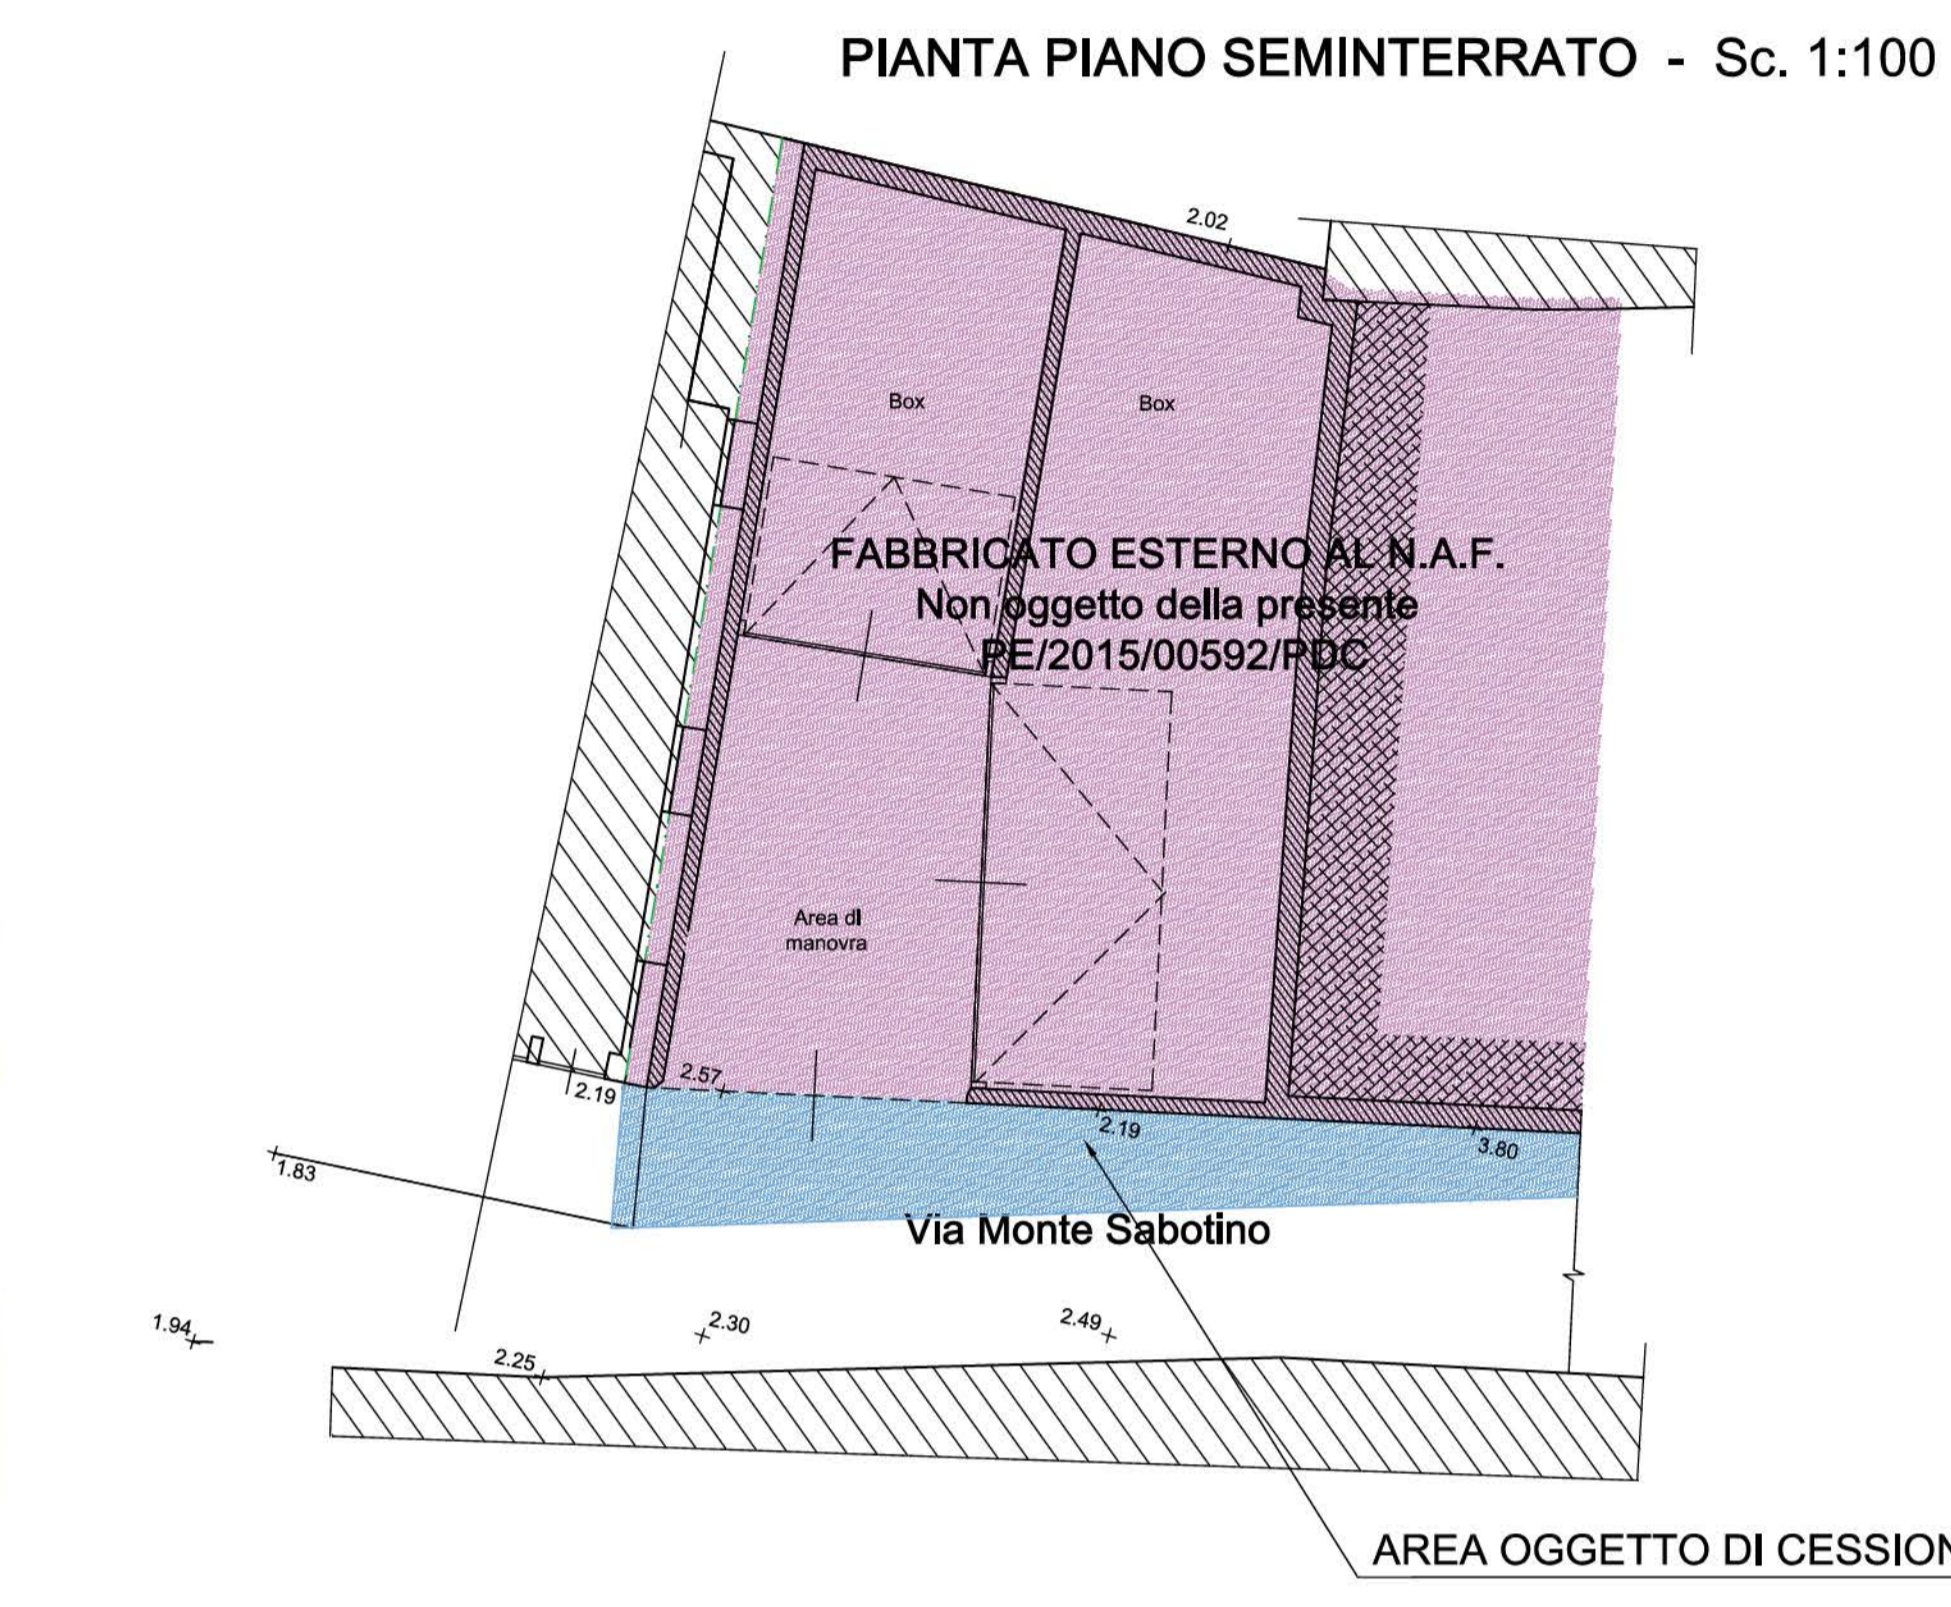 PIANTA PIANO SEMINTERRATO - Sc. 1:100
2.02
Box
Box
FABBRICATO ESTERNO AL N.A.F.
Non oggetto della presente
PE/2015/00592/PDC
Area di
manovra
2.57
2.19
2.19
3.80
1.83
Via Monte Sabotino
1.94
2.30
2.49
2.25
AREA OGGETTO DI CESSION